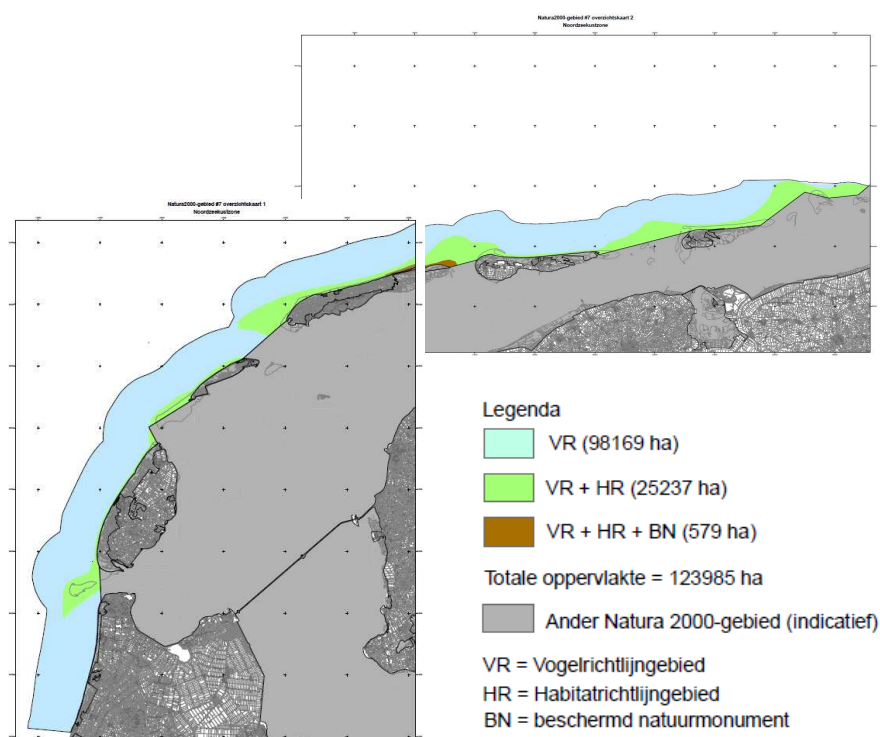 Natura2000-gebied #7 overzichtskaart 2
Noordzeekustzone
Natura2000-gebied #7 overzichtskaart 1
Noordzeekustzone
Legenda
VR (98169 ha)
VR + HR (25237 ha)
VR + HR + BN (579 ha)
Totale oppervlakte = 123985 ha
Ander Natura 2000-gebied (indicatief)
VR = Vogelrichtlijngebied
HR = Habitatrichtlijngebied
BN = beschermd natuurmonument